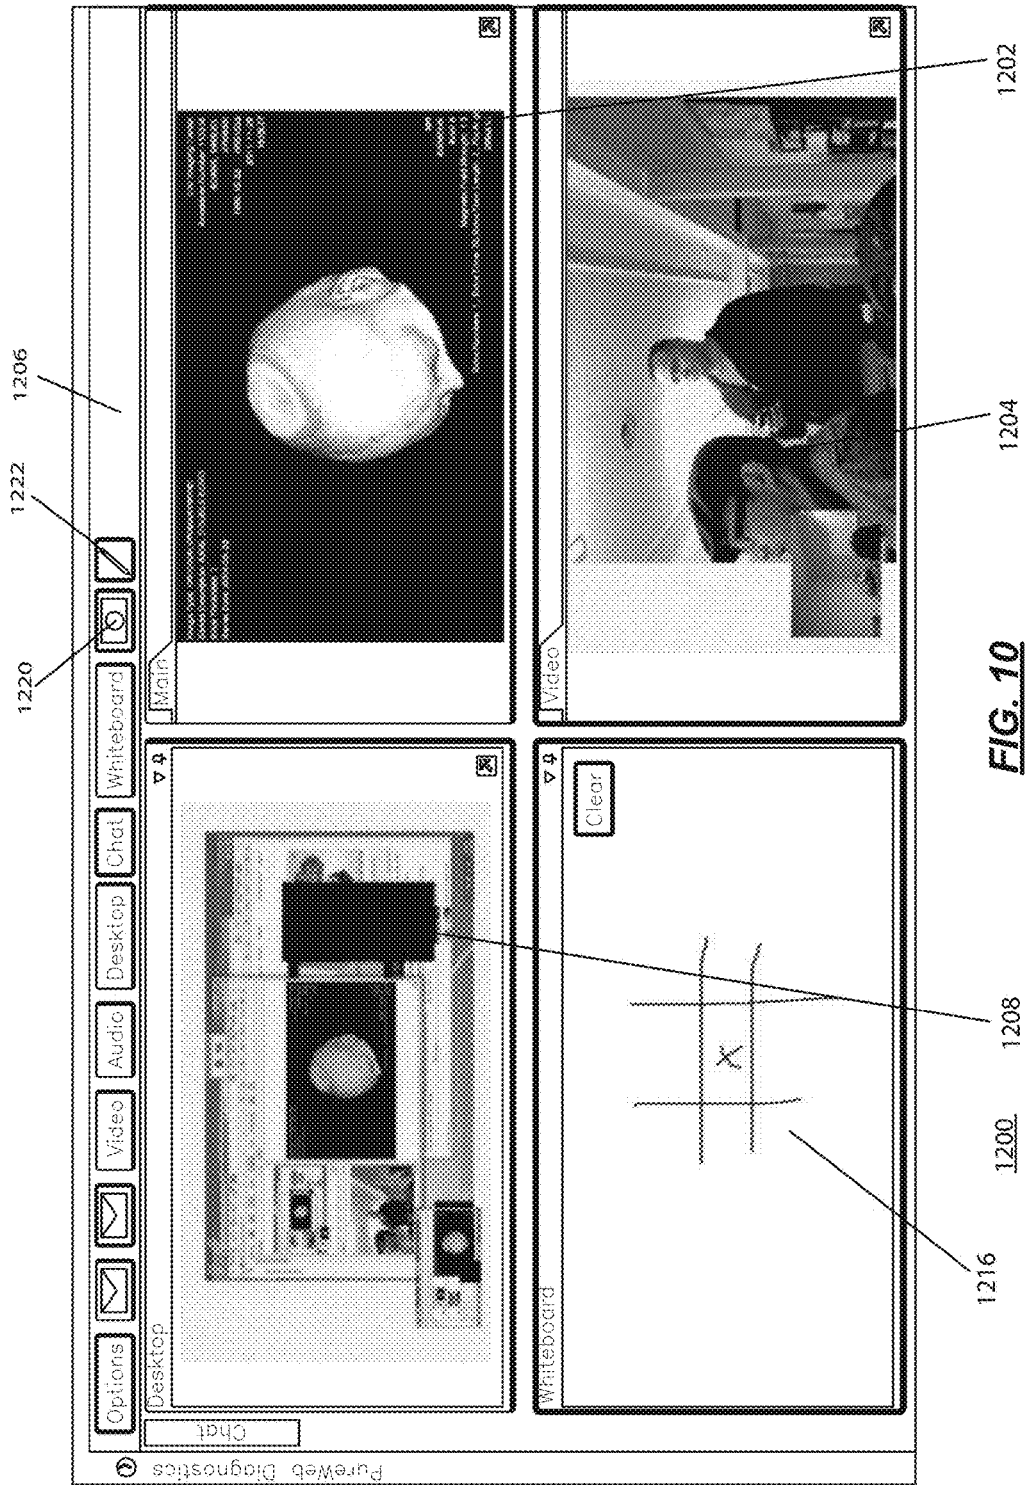 PureWeb Diagnostics
Options
Video
Audio
Desktop
Chat
Whiteboard
1220
1222
1206
Chat
Desktop
Main
Whiteboard
Clear
X
Video
1216
1200
1208
1204
1202
FIG. 10